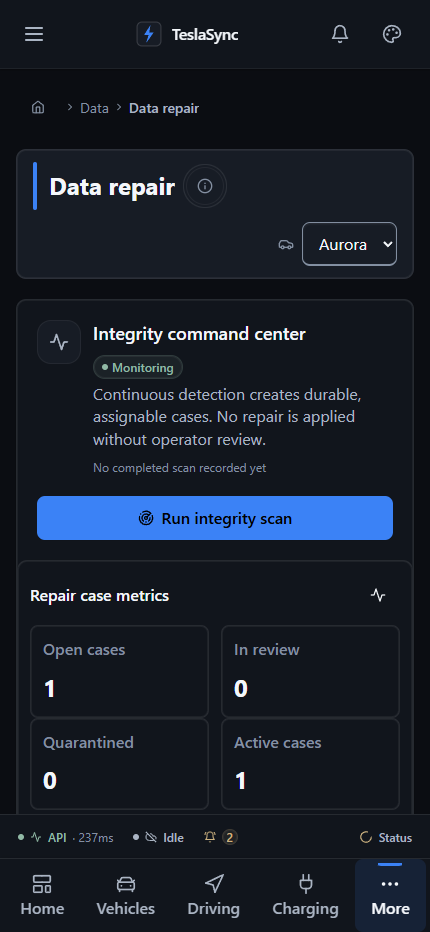 TeslaSync
Data
Data repair
Data repair
Aurora
Integrity command center
Monitoring
Continuous detection creates durable,
assignable cases. No repair is applied
without operator review.
No completed scan recorded yet
Run integrity scan
Repair case metrics
Open cases
1
In review
0
Quarantined
0
Active cases
1
API · 237ms
Idle
2
Status
Home
Vehicles
Driving
Charging
More